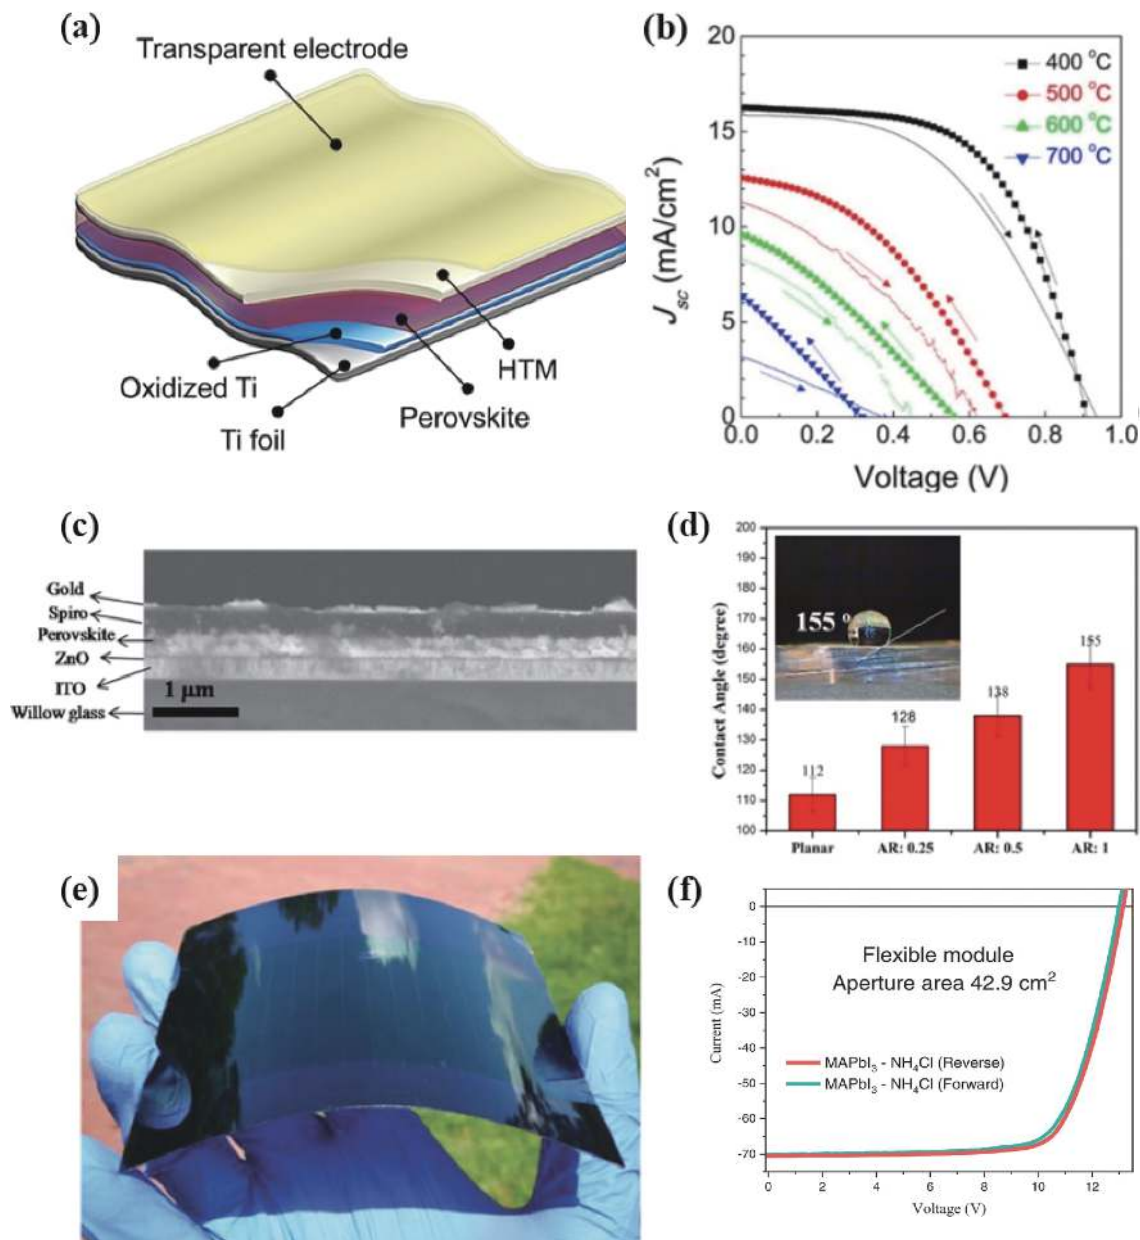 (a)
Transparent electrode
Oxidized Ti
Ti foil
HTM
Perovskite
(b)
20
15
10
5
0
J_sc (mA/cm²)
400 °C
500 °C
600 °C
700 °C
0.0 0.2 0.4 0.6 0.8 1.0
Voltage (V)
(c)
Gold
Spiro
Perovskite
ZnO
ITO
Willow glass
1 μm
(d)
200
190
180
170
160
150
140
130
120
110
100
Contact Angle (degree)
155 °
112
128
138
155
Planar AR: 0.25 AR: 0.5 AR: 1
(e)
(f)
0
-10
-20
-30
-40
-50
-60
-70
Current (mA)
Flexible module
Aperture area 42.9 cm²
MAPbI₃ - NH₄Cl (Reverse)
MAPbI₃ - NH₄Cl (Forward)
0 2 4 6 8 10 12
Voltage (V)